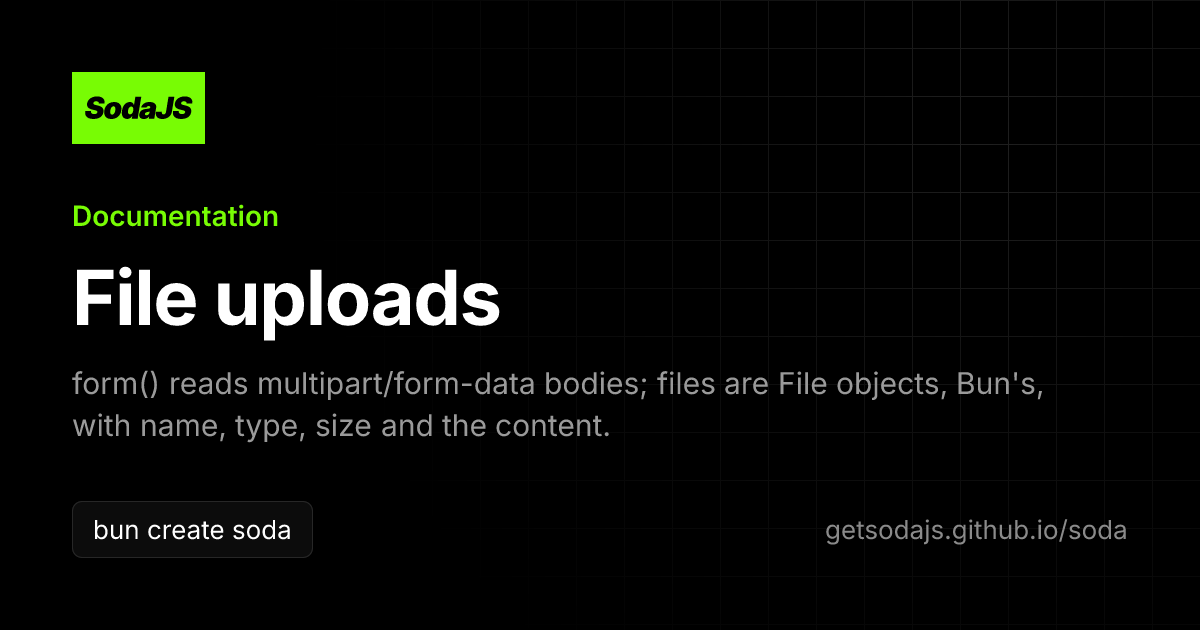 SodaJS
Documentation
File uploads
form() reads multipart/form-data bodies; files are File objects, Bun's,
with name, type, size and the content.
bun create soda
getsodajs.github.io/soda